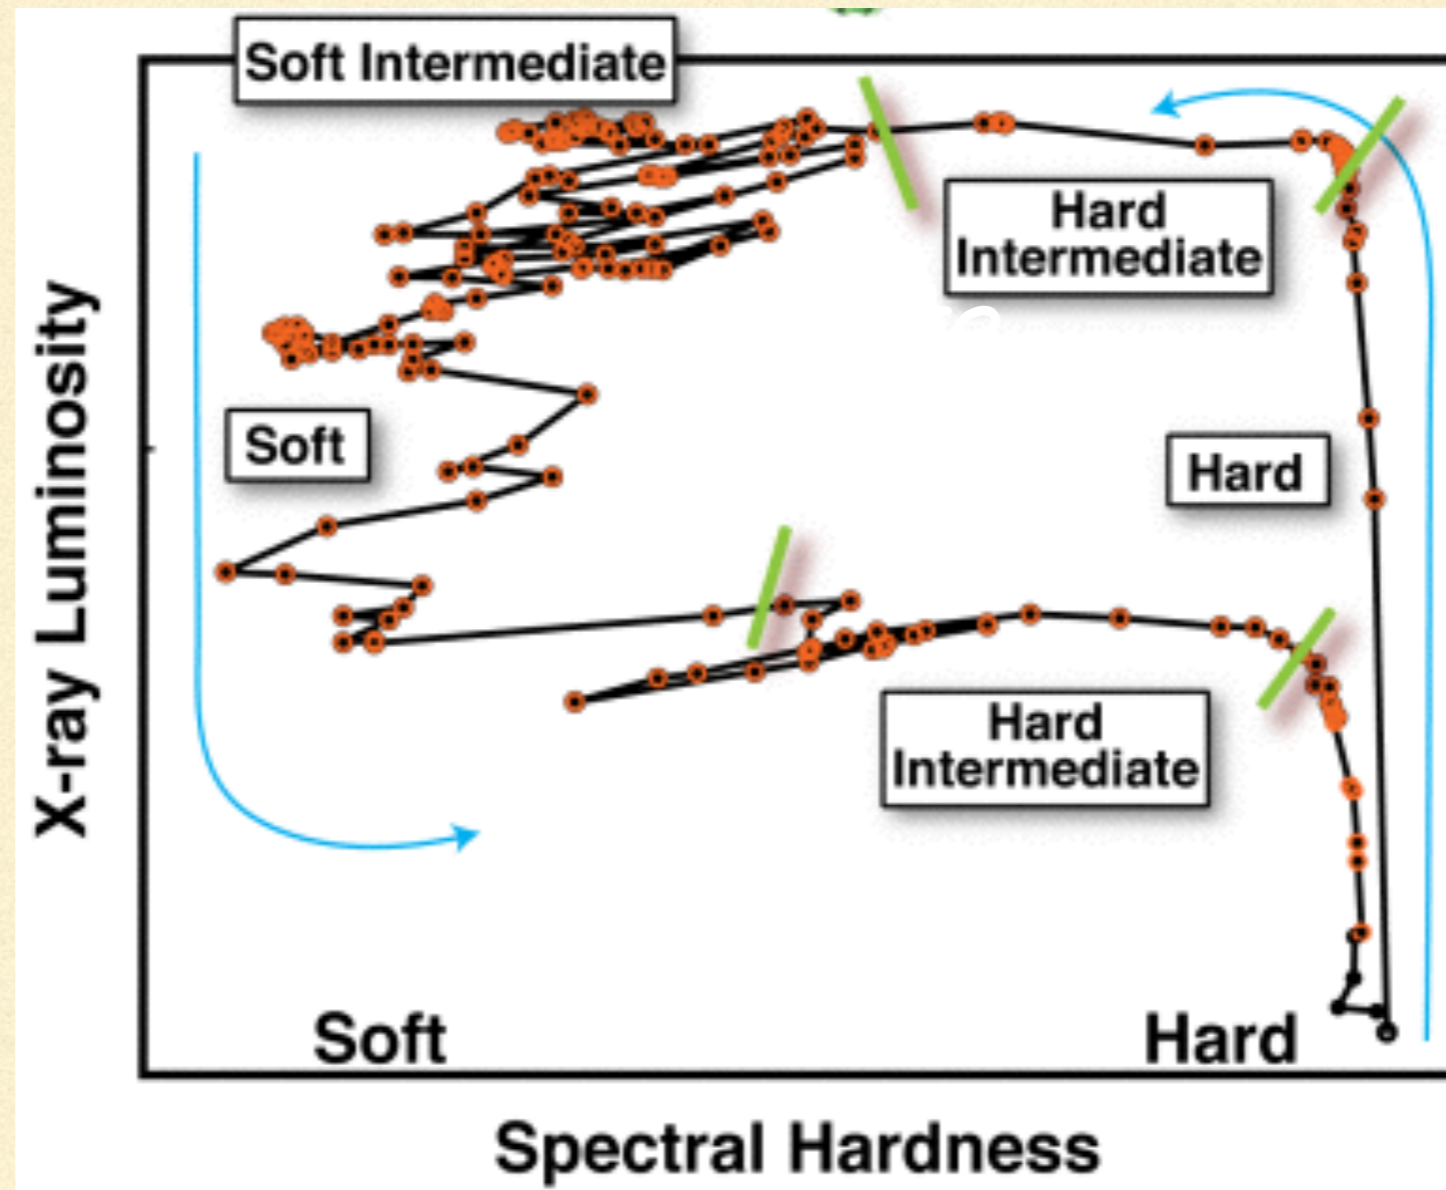 Soft Intermediate
Hard
Intermediate
X-ray Luminosity
Soft
Hard
Hard
Intermediate
Soft
Hard
Spectral Hardness